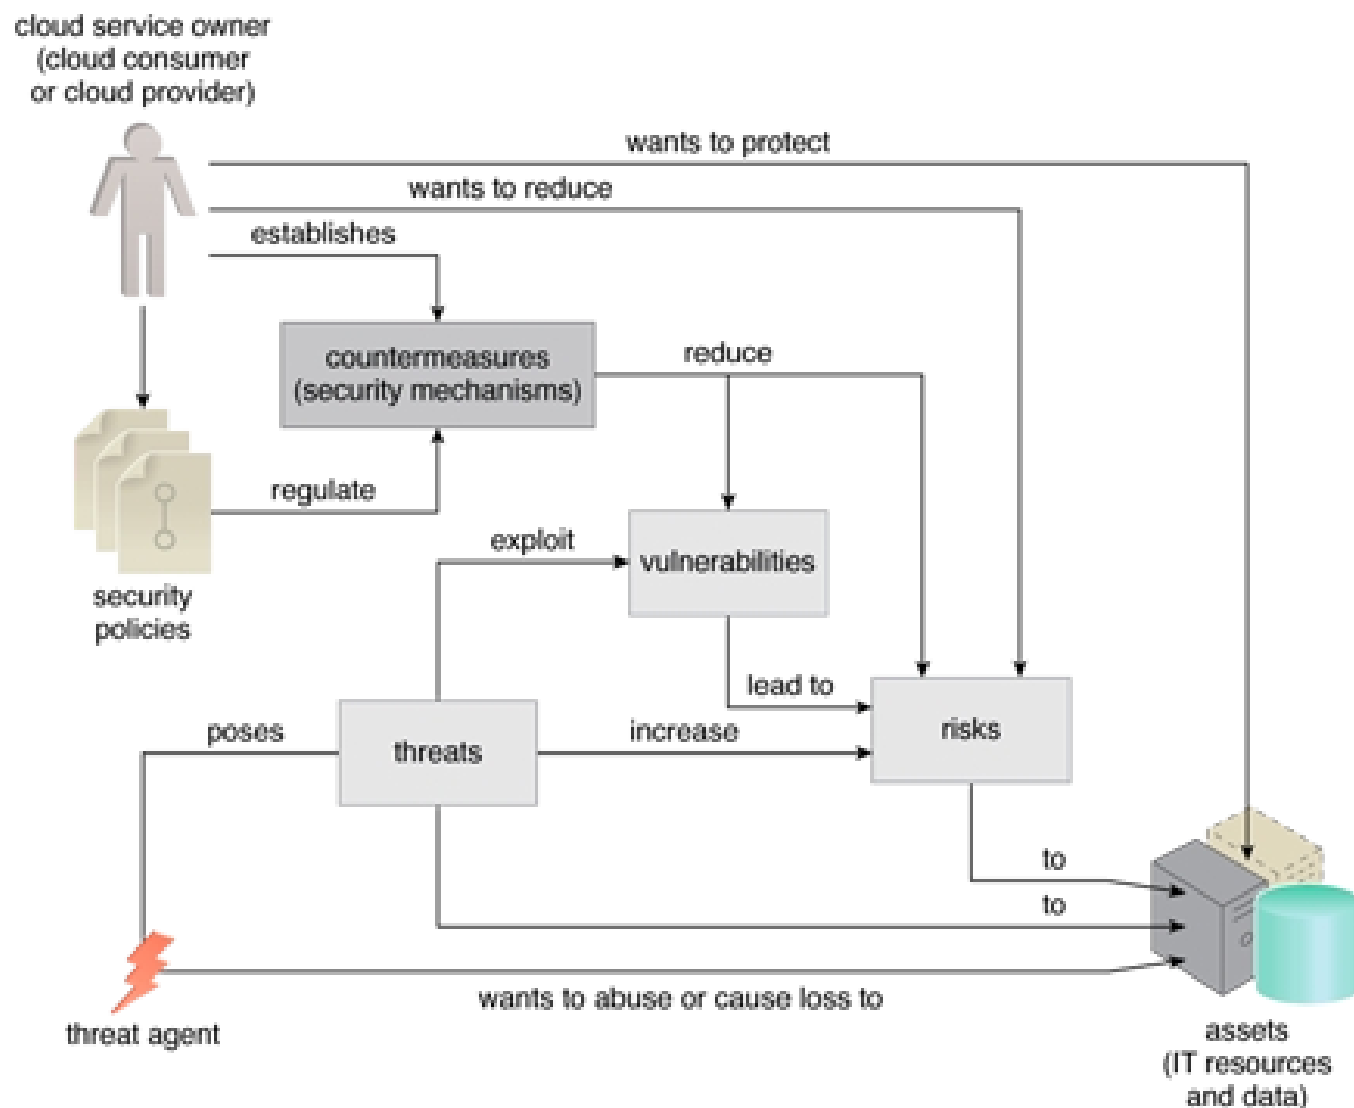 cloud service owner
(cloud consumer
or cloud provider)
wants to protect
wants to reduce
establishes
countermeasures
(security mechanisms)
reduce
regulate
exploit
vulnerabilities
security
policies
lead to
poses
threats
increase
risks
to
to
wants to abuse or cause loss to
threat agent
assets
(IT resources
and data)